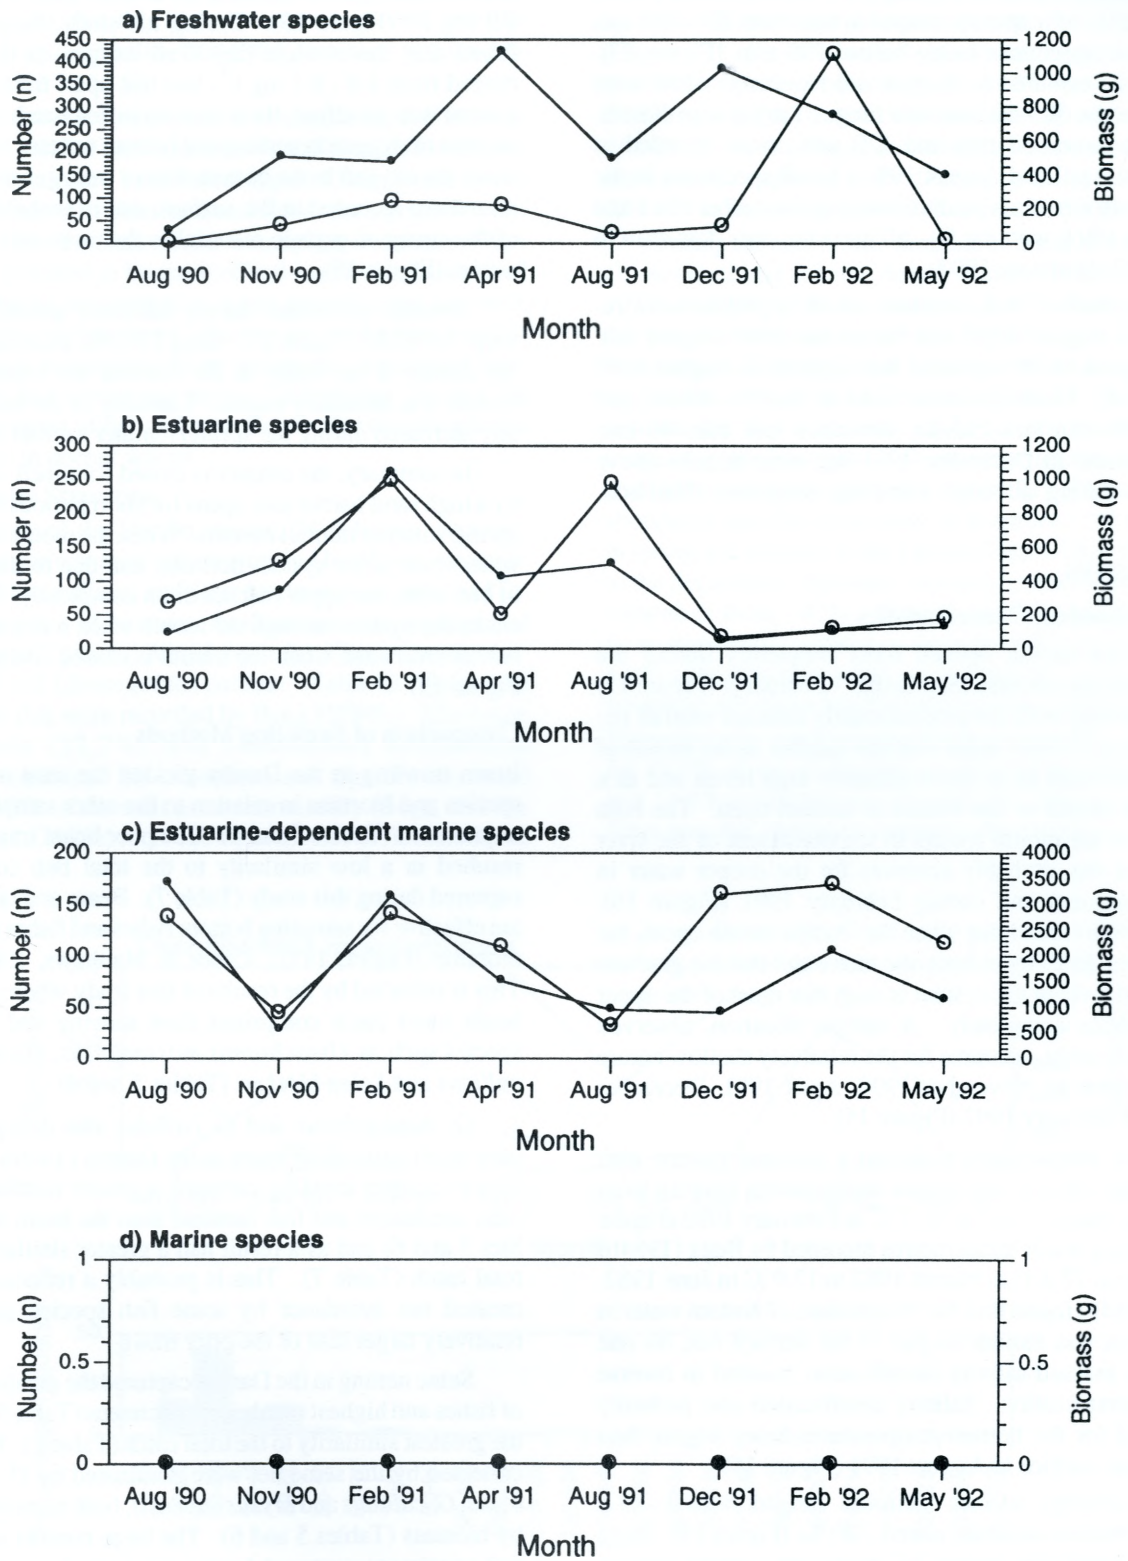 a) Freshwater species
450
400
350
300
250
200
150
100
50
0
Number (n)
1200
1000
800
600
400
200
0
Biomass (g)
Aug '90 Nov '90 Feb '91 Apr '91 Aug '91 Dec '91 Feb '92 May '92
Month
b) Estuarine species
300
250
200
150
100
50
0
Number (n)
1200
1000
800
600
400
200
0
Biomass (g)
Aug '90 Nov '90 Feb '91 Apr '91 Aug '91 Dec '91 Feb '92 May '92
Month
c) Estuarine-dependent marine species
200
150
100
50
0
Number (n)
4000
3500
3000
2500
2000
1500
1000
500
0
Biomass (g)
Aug '90 Nov '90 Feb '91 Apr '91 Aug '91 Dec '91 Feb '92 May '92
Month
d) Marine species
1
0.5
0
Number (n)
1
0.5
0
Biomass (g)
Aug '90 Nov '90 Feb '91 Apr '91 Aug '91 Dec '91 Feb '92 May '92
Month